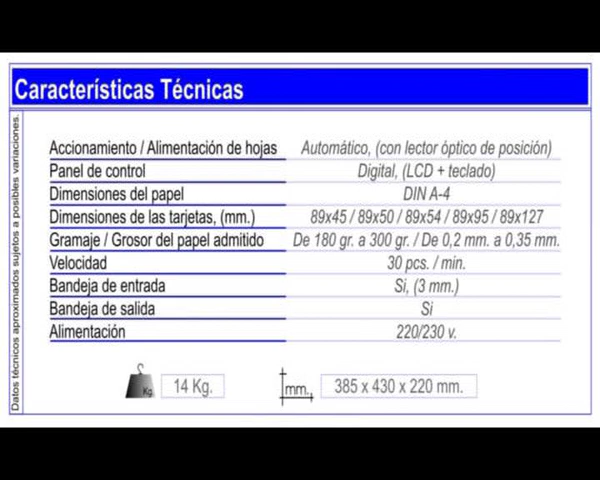 Características Técnicas
Datos técnicos aproximados sujetos a posibles variaciones.
Accionamiento / Alimentación de hojas Automático, (con lector óptico de posición)
Panel de control Digital, (LCD + teclado)
Dimensiones del papel DIN A-4
Dimensiones de las tarjetas, (mm.) 89x45 / 89x50 / 89x54 / 89x95 / 89x127
Gramaje / Grosor del papel admitido De 180 gr. a 300 gr. / De 0,2 mm. a 0,35 mm.
Velocidad 30 pcs. / min.
Bandeja de entrada Si, (3 mm.)
Bandeja de salida Si
Alimentación 220/230 v.
Kg. 14 Kg. mm. 385 x 430 x 220 mm.